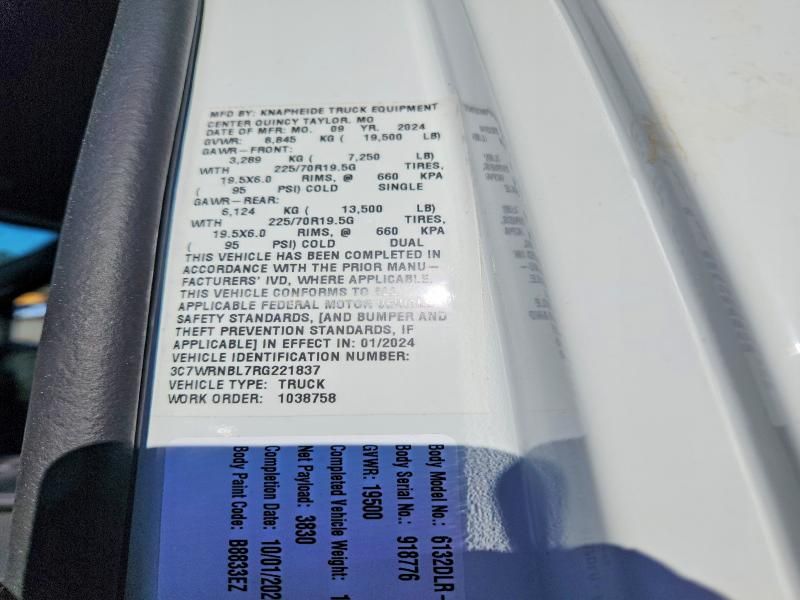 MFD BY: KNAPHEIDE TRUCK EQUIPMENT
CENTER QUINCY TAYLOR, MO
DATE OF MFR: MO. 09 YR. 2024
GVWR: 8,845 KG ( 19,500 LB)
GAWR-FRONT:
3,289 KG ( 7,250 LB)
WITH 225/70R19.5G TIRES,
19.5X6.0 RIMS, @ 660 KPA
( 95 PSI) COLD SINGLE
GAWR-REAR:
6,124 KG ( 13,500 LB)
WITH 225/70R19.5G TIRES,
19.5X6.0 RIMS, @ 660 KPA
( 95 PSI) COLD DUAL
THIS VEHICLE HAS BEEN COMPLETED IN
ACCORDANCE WITH THE PRIOR MANU-
FACTURERS' IVD, WHERE APPLICABLE.
THIS VEHICLE CONFORMS TO
APPLICABLE FEDERAL MOTOR
SAFETY STANDARDS, [AND BUMPER AND
THEFT PREVENTION STANDARDS, IF
APPLICABLE] IN EFFECT IN: 01/2024
VEHICLE IDENTIFICATION NUMBER:
3C7WRNBL7RG221837
VEHICLE TYPE: TRUCK
WORK ORDER: 1038758
Body Model No.: 6132DLR-
Body Serial No.: 918776
GVWR: 19500
Completed Vehicle Weight: 1
Net Payload: 3830
Completion Date: 10/01/202
Body Paint Code: B8833EZ